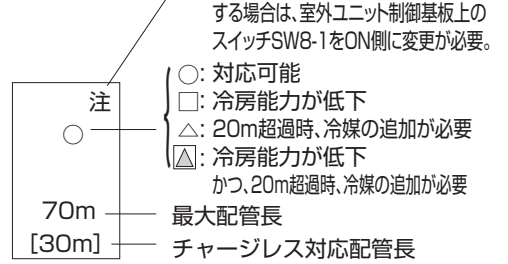 する場合は、室外ユニット制御基板上の
スイッチSW8-1をON側に変更が必要。
注
○: 対応可能
□: 冷房能力が低下
△: 20m超過時、冷媒の追加が必要
▲: 冷房能力が低下
かつ、20m超過時、冷媒の追加が必要
○
70m 最大配管長
[30m] チャージレス対応配管長